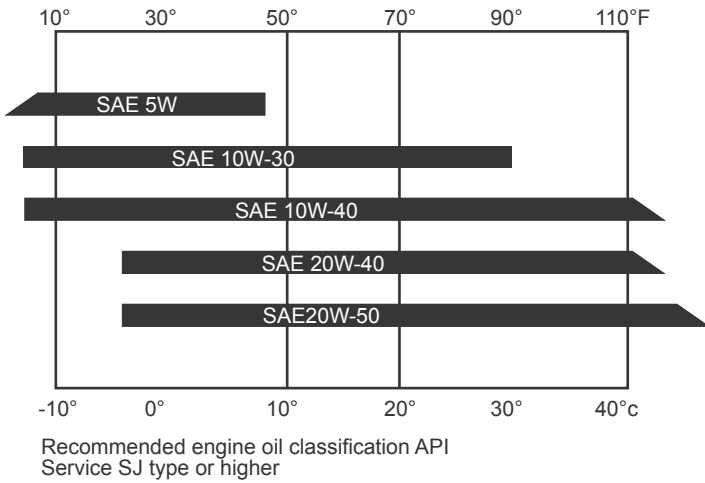 10° 30° 50° 70° 90° 110°F
SAE 5W
SAE 10W-30
SAE 10W-40
SAE 20W-40
SAE20W-50
-10° 0° 10° 20° 30° 40°c
Recommended engine oil classification API
Service SJ type or higher